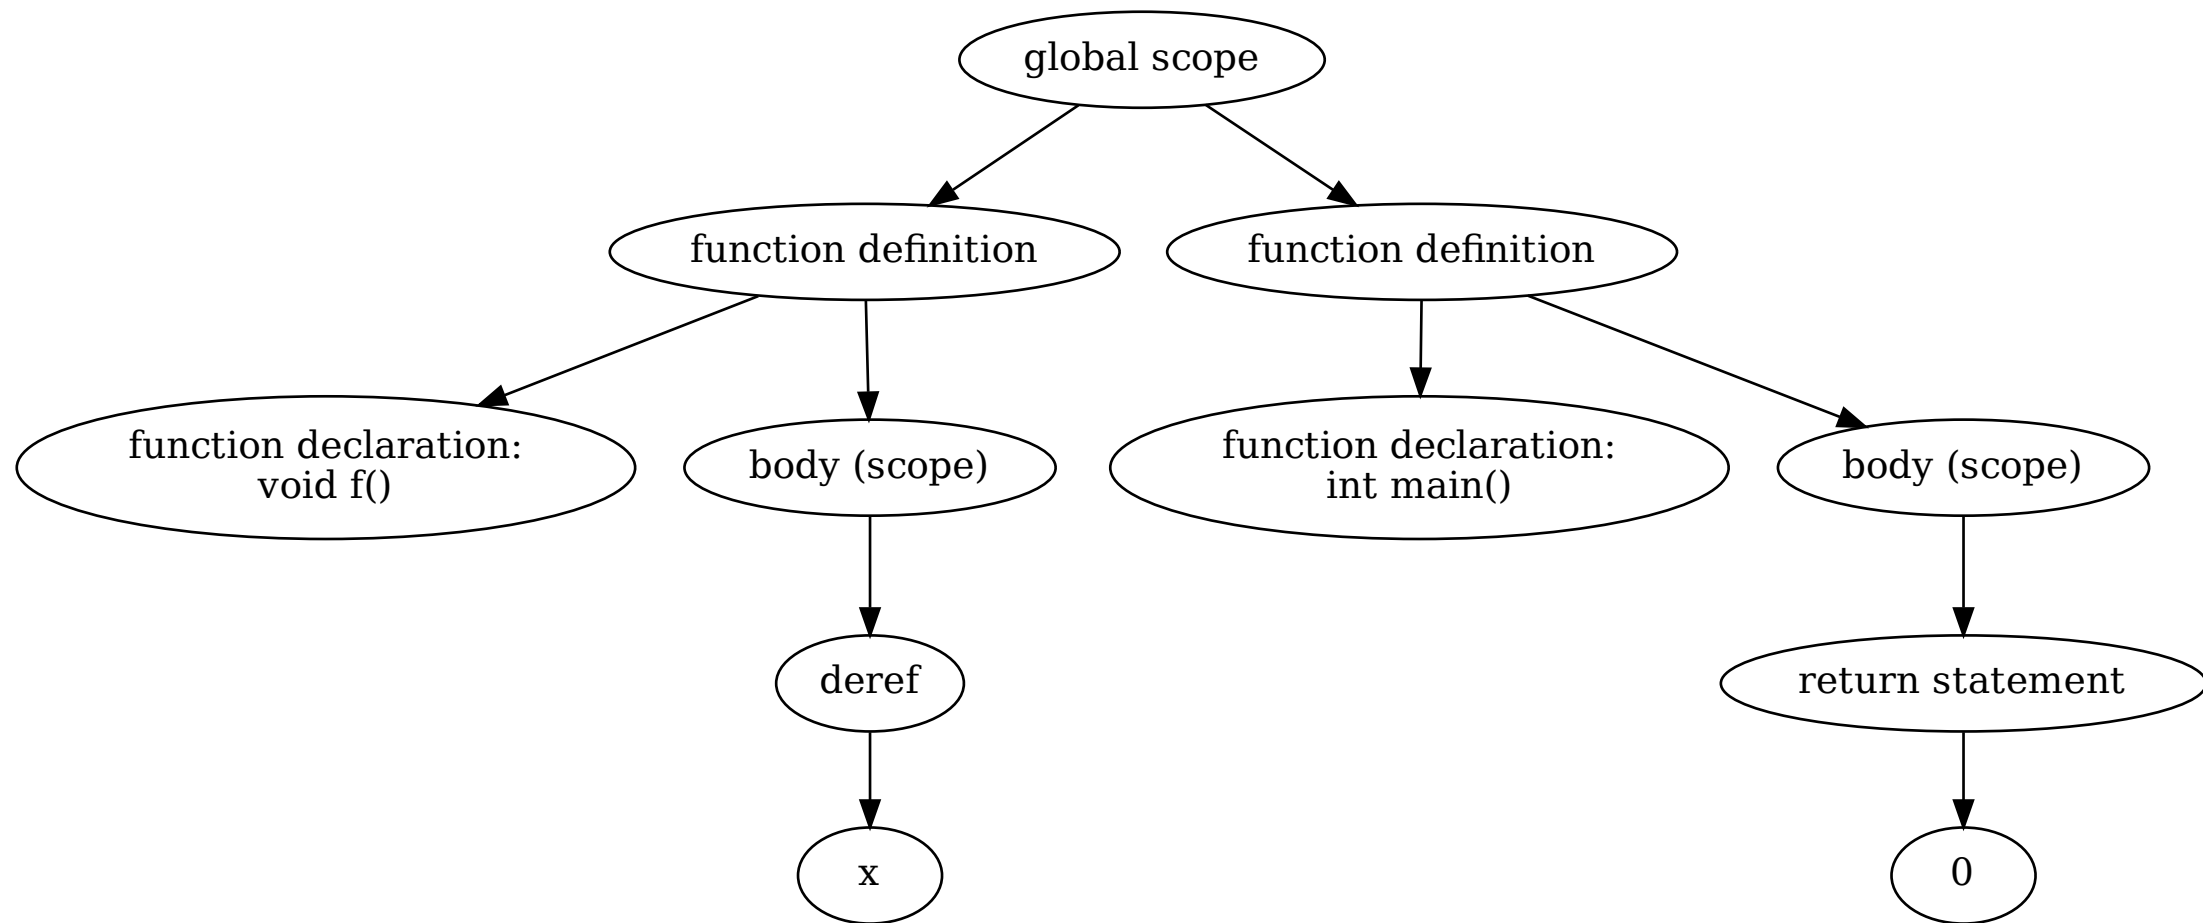 global scope
function definition
function definition
function declaration:
void f()
body (scope)
function declaration:
int main()
body (scope)
deref
return statement
x
0